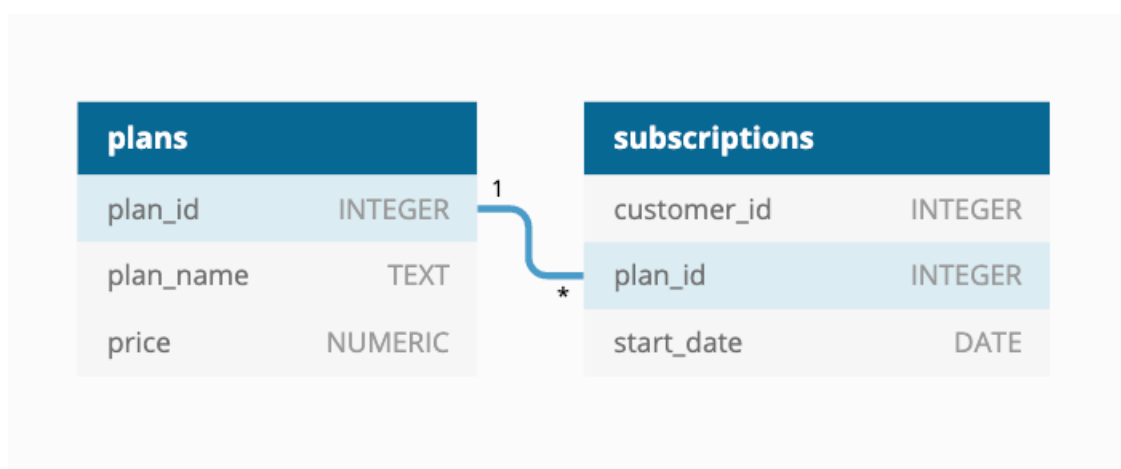 plans
plan_id INTEGER
plan_name TEXT
price NUMERIC
1
*
subscriptions
customer_id INTEGER
plan_id INTEGER
start_date DATE